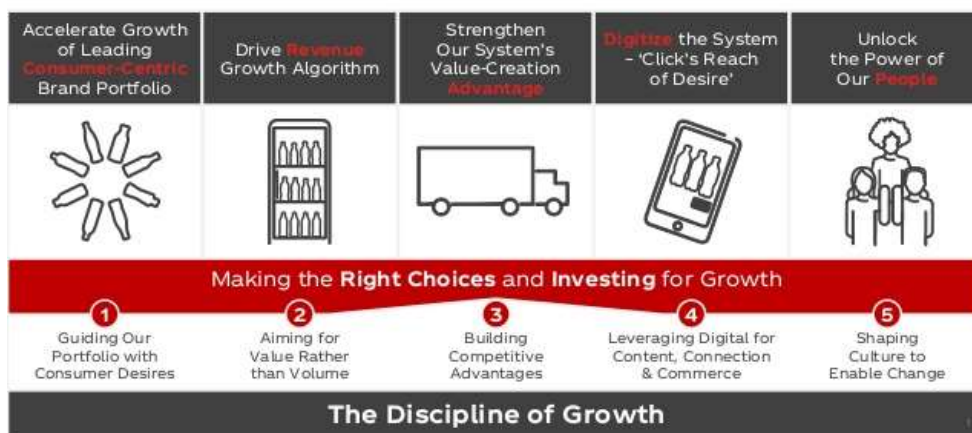 Accelerate Growth
of Leading
Consumer-Centric
Brand Portfolio
Drive Revenue
Growth Algorithm
Strengthen
Our System's
Value-Creation
Advantage
Digitize the System
– 'Click's Reach
of Desire'
Unlock
the Power of
Our People
Making the Right Choices and Investing for Growth
1
Guiding Our
Portfolio with
Consumer Desires
2
Aiming for
Value Rather
than Volume
3
Building
Competitive
Advantages
4
Leveraging Digital for
Content, Connection
& Commerce
5
Shaping
Culture to
Enable Change
The Discipline of Growth